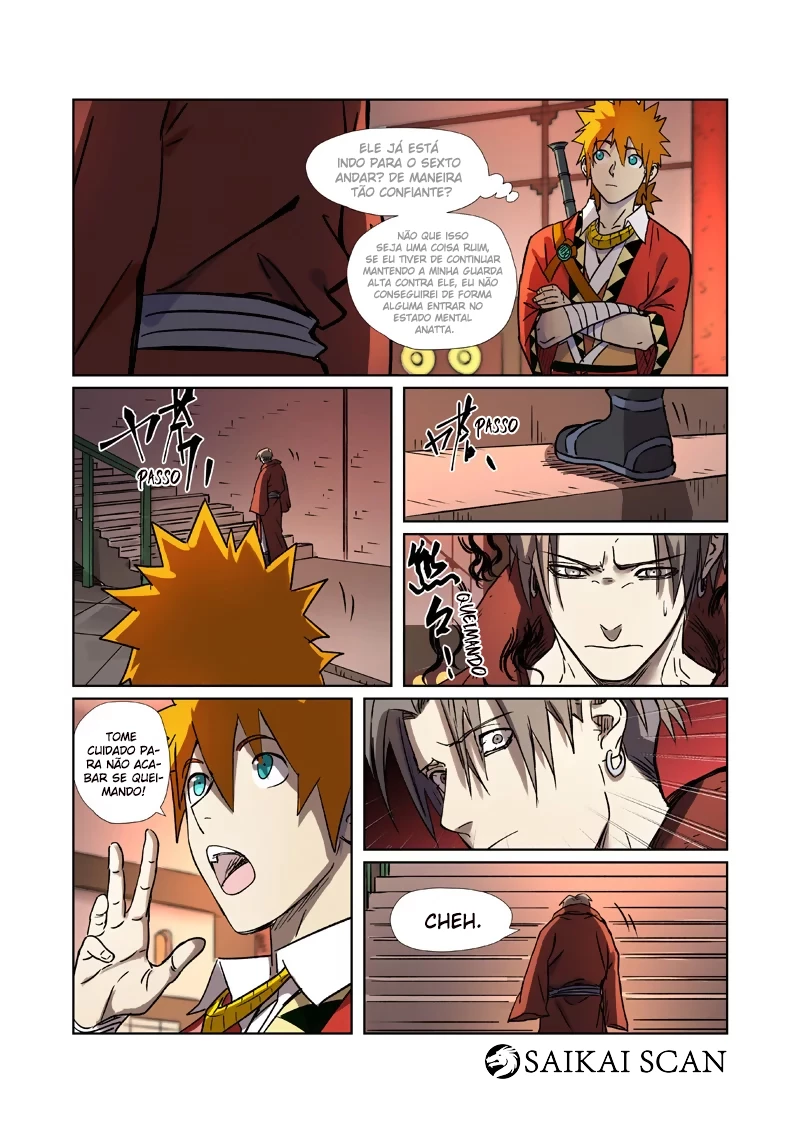 ELE JÁ ESTÁ
INDO PARA O SEXTO
ANDAR? DE MANEIRA
TÃO CONFIANTE?
NÃO QUE ISSO
SEJA UMA COISA RUIM,
SE EU TIVER DE CONTINUAR
MANTENDO A MINHA GUARDA
ALTA CONTRA ELE, EU NÃO
CONSEGUIREI DE FORMA
ALGUMA ENTRAR NO
ESTADO MENTAL
ANATTA.
PASSO
PASSO
QUEIMANDO
TOME
CUIDADO PA-
RA NÃO ACA-
BAR SE QUEI-
MANDO!
CHEH.
SAIKAI SCAN